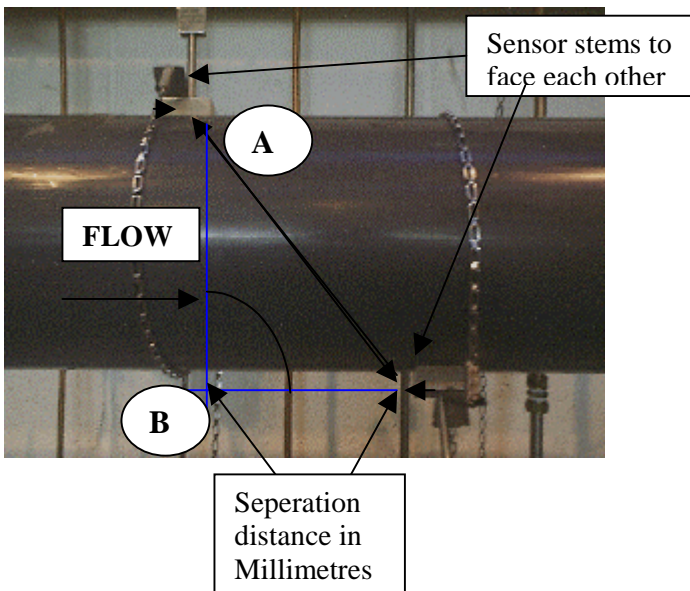 Sensor stems to
face each other
A
FLOW
B
Seperation
distance in
Millimetres